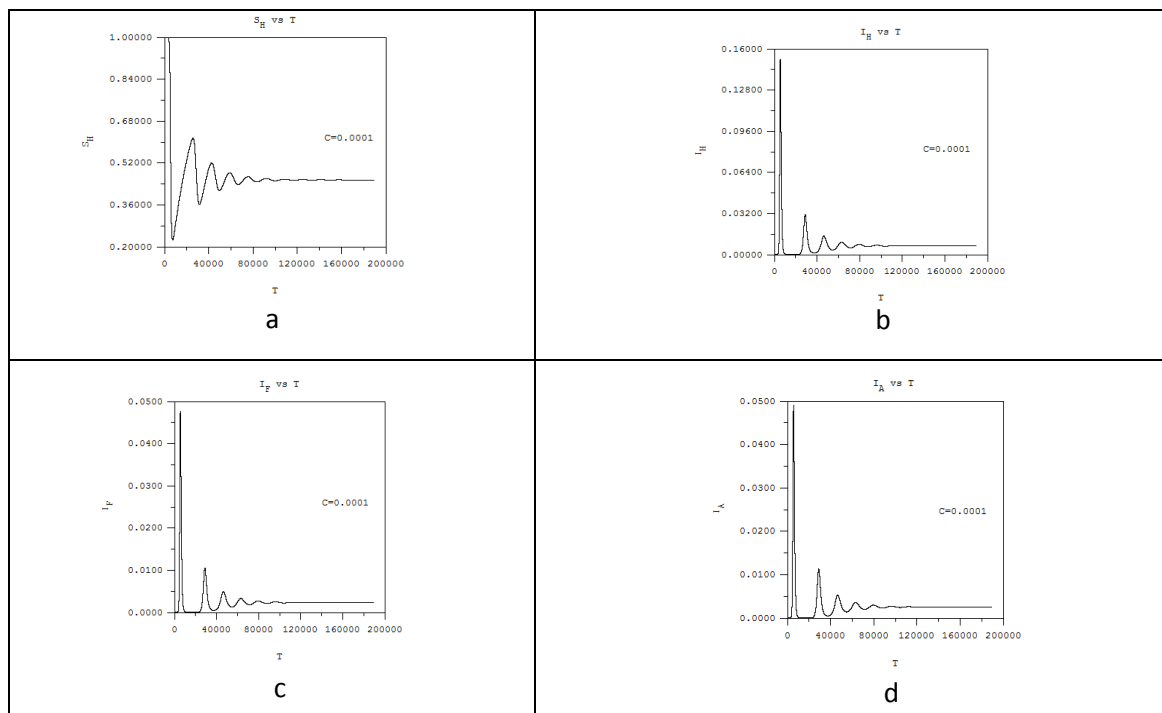 S_H vs T
1.00000
0.84000
0.68000
0.52000
0.36000
0.20000
S_H
C=0.0001
0 40000 80000 120000 160000 200000
T
a
I_H vs T
0.16000
0.12800
0.09600
0.06400
0.03200
0.00000
I_H
C=0.0001
0 40000 80000 120000 160000 200000
T
b
I_F vs T
0.0500
0.0400
0.0300
0.0200
0.0100
0.0000
I_F
C=0.0001
0 40000 80000 120000 160000 200000
T
c
I_A vs T
0.0500
0.0400
0.0300
0.0200
0.0100
0.0000
I_A
C=0.0001
0 40000 80000 120000 160000 200000
T
d